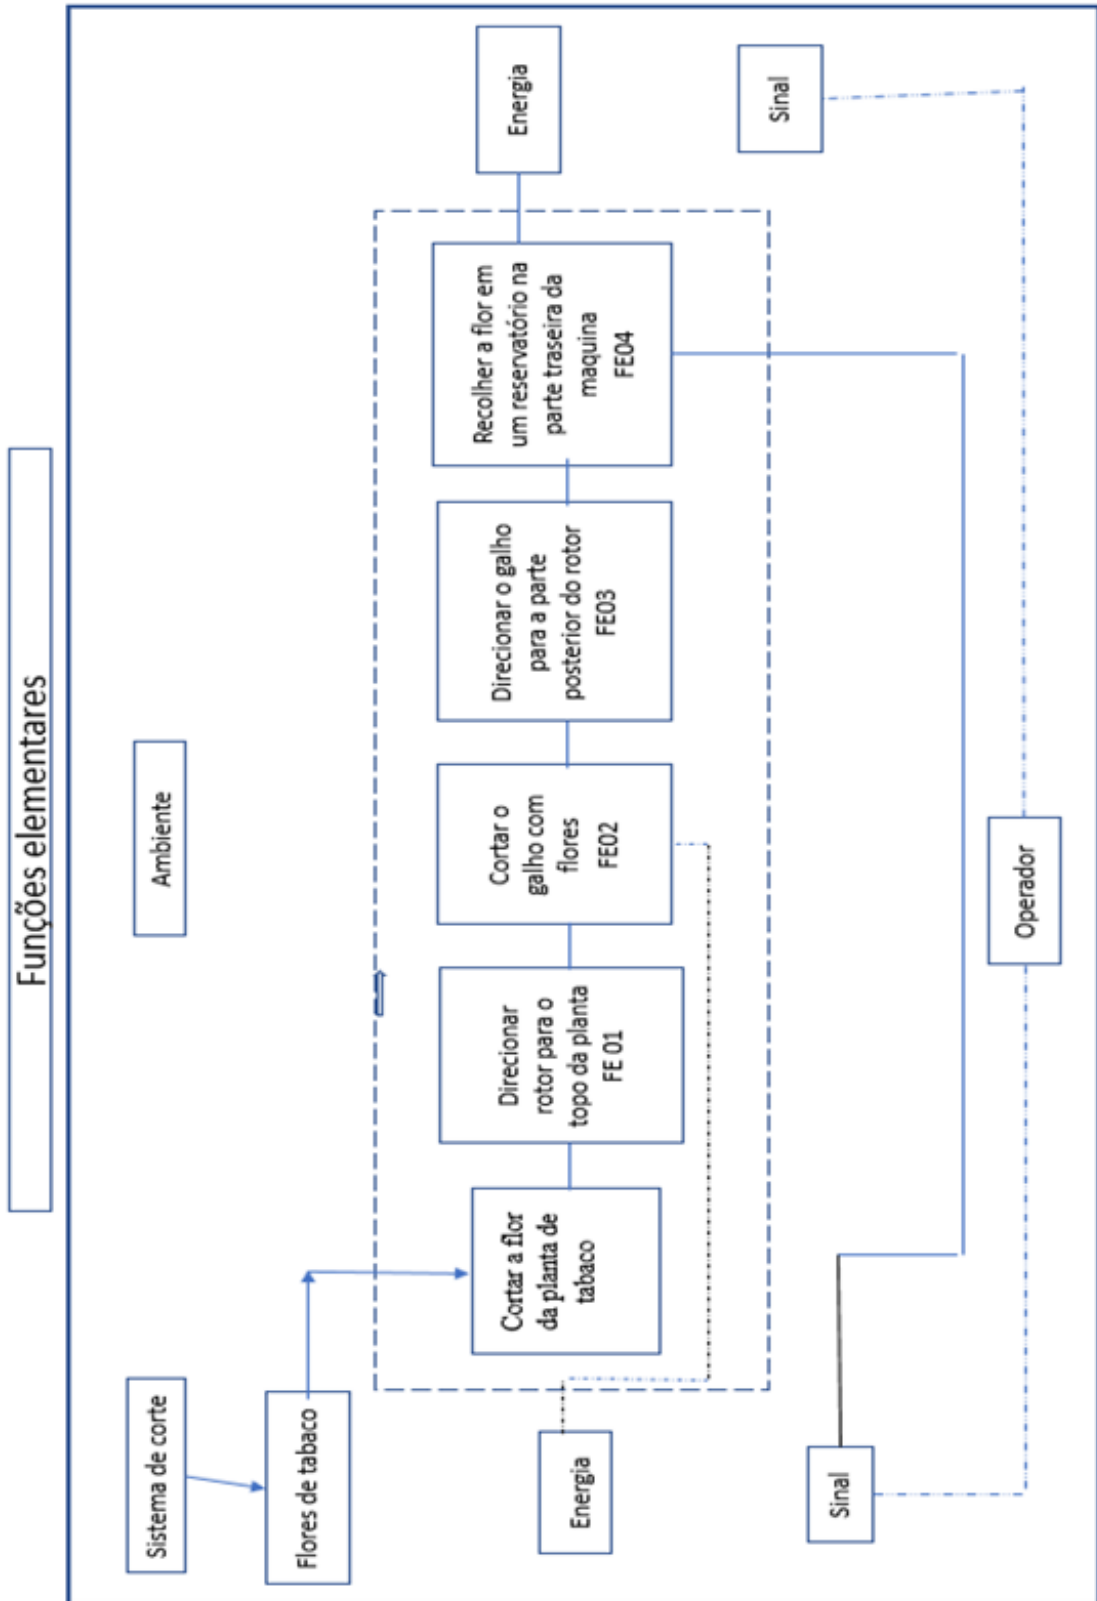 Funções elementares
Ambiente
Sistema de corte
Flores de tabaco
Energia
Cortar a flor
da planta de
tabaco
Direcionar
rotor para o
topo da planta
FE 01
Cortar o
galho com
flores
FE02
Direcionar o galho
para a parte
posterior do rotor
FE03
Recolher a flor em
um reservatório na
parte traseira da
maquina
FE04
Energia
Sinal
Operador
Sinal